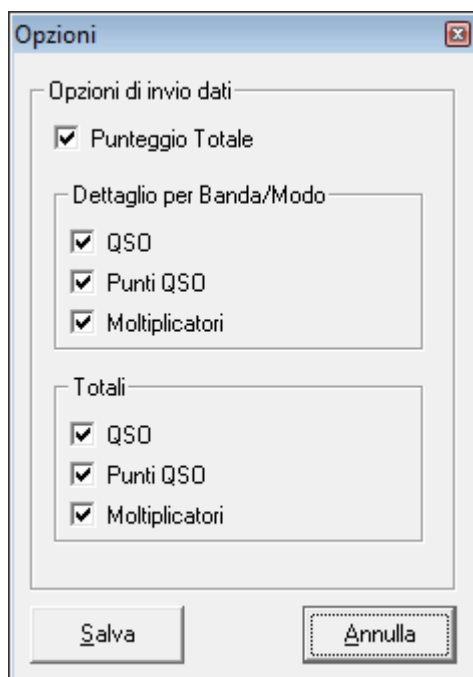 Opzioni
Opzioni di invio dati
Punteggio Totale
Dettaglio per Banda/Modo
QSO
Punti QSO
Moltiplicatori
Totali
QSO
Punti QSO
Moltiplicatori
Salva
Annulla